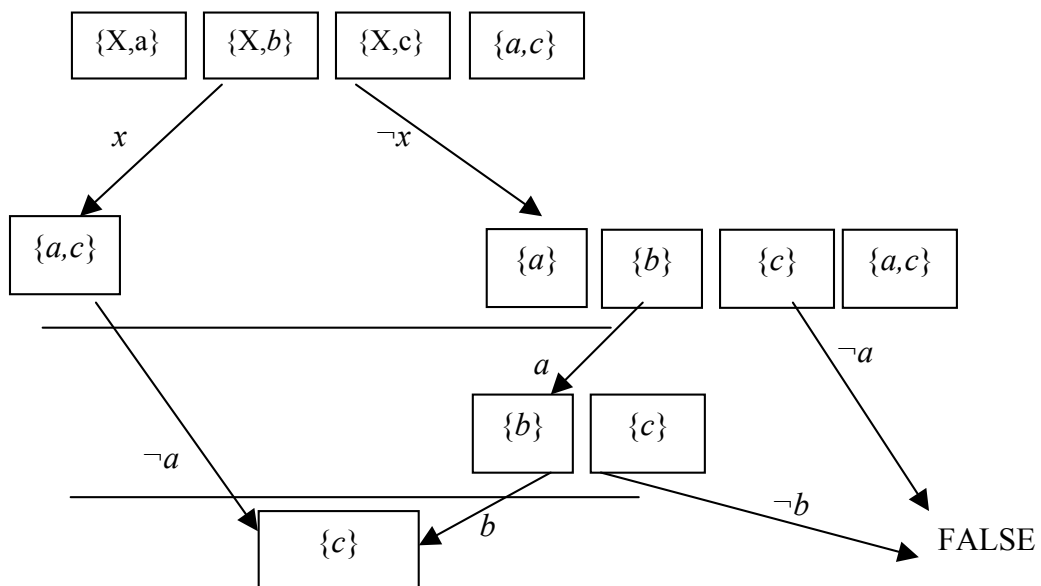 {X,a} {X,b} {X,c} {a,c}
x ¬x
{a,c} {a} {b} {c} {a,c}
a ¬a
{b} {c}
¬a ¬b
b
{c} FALSE